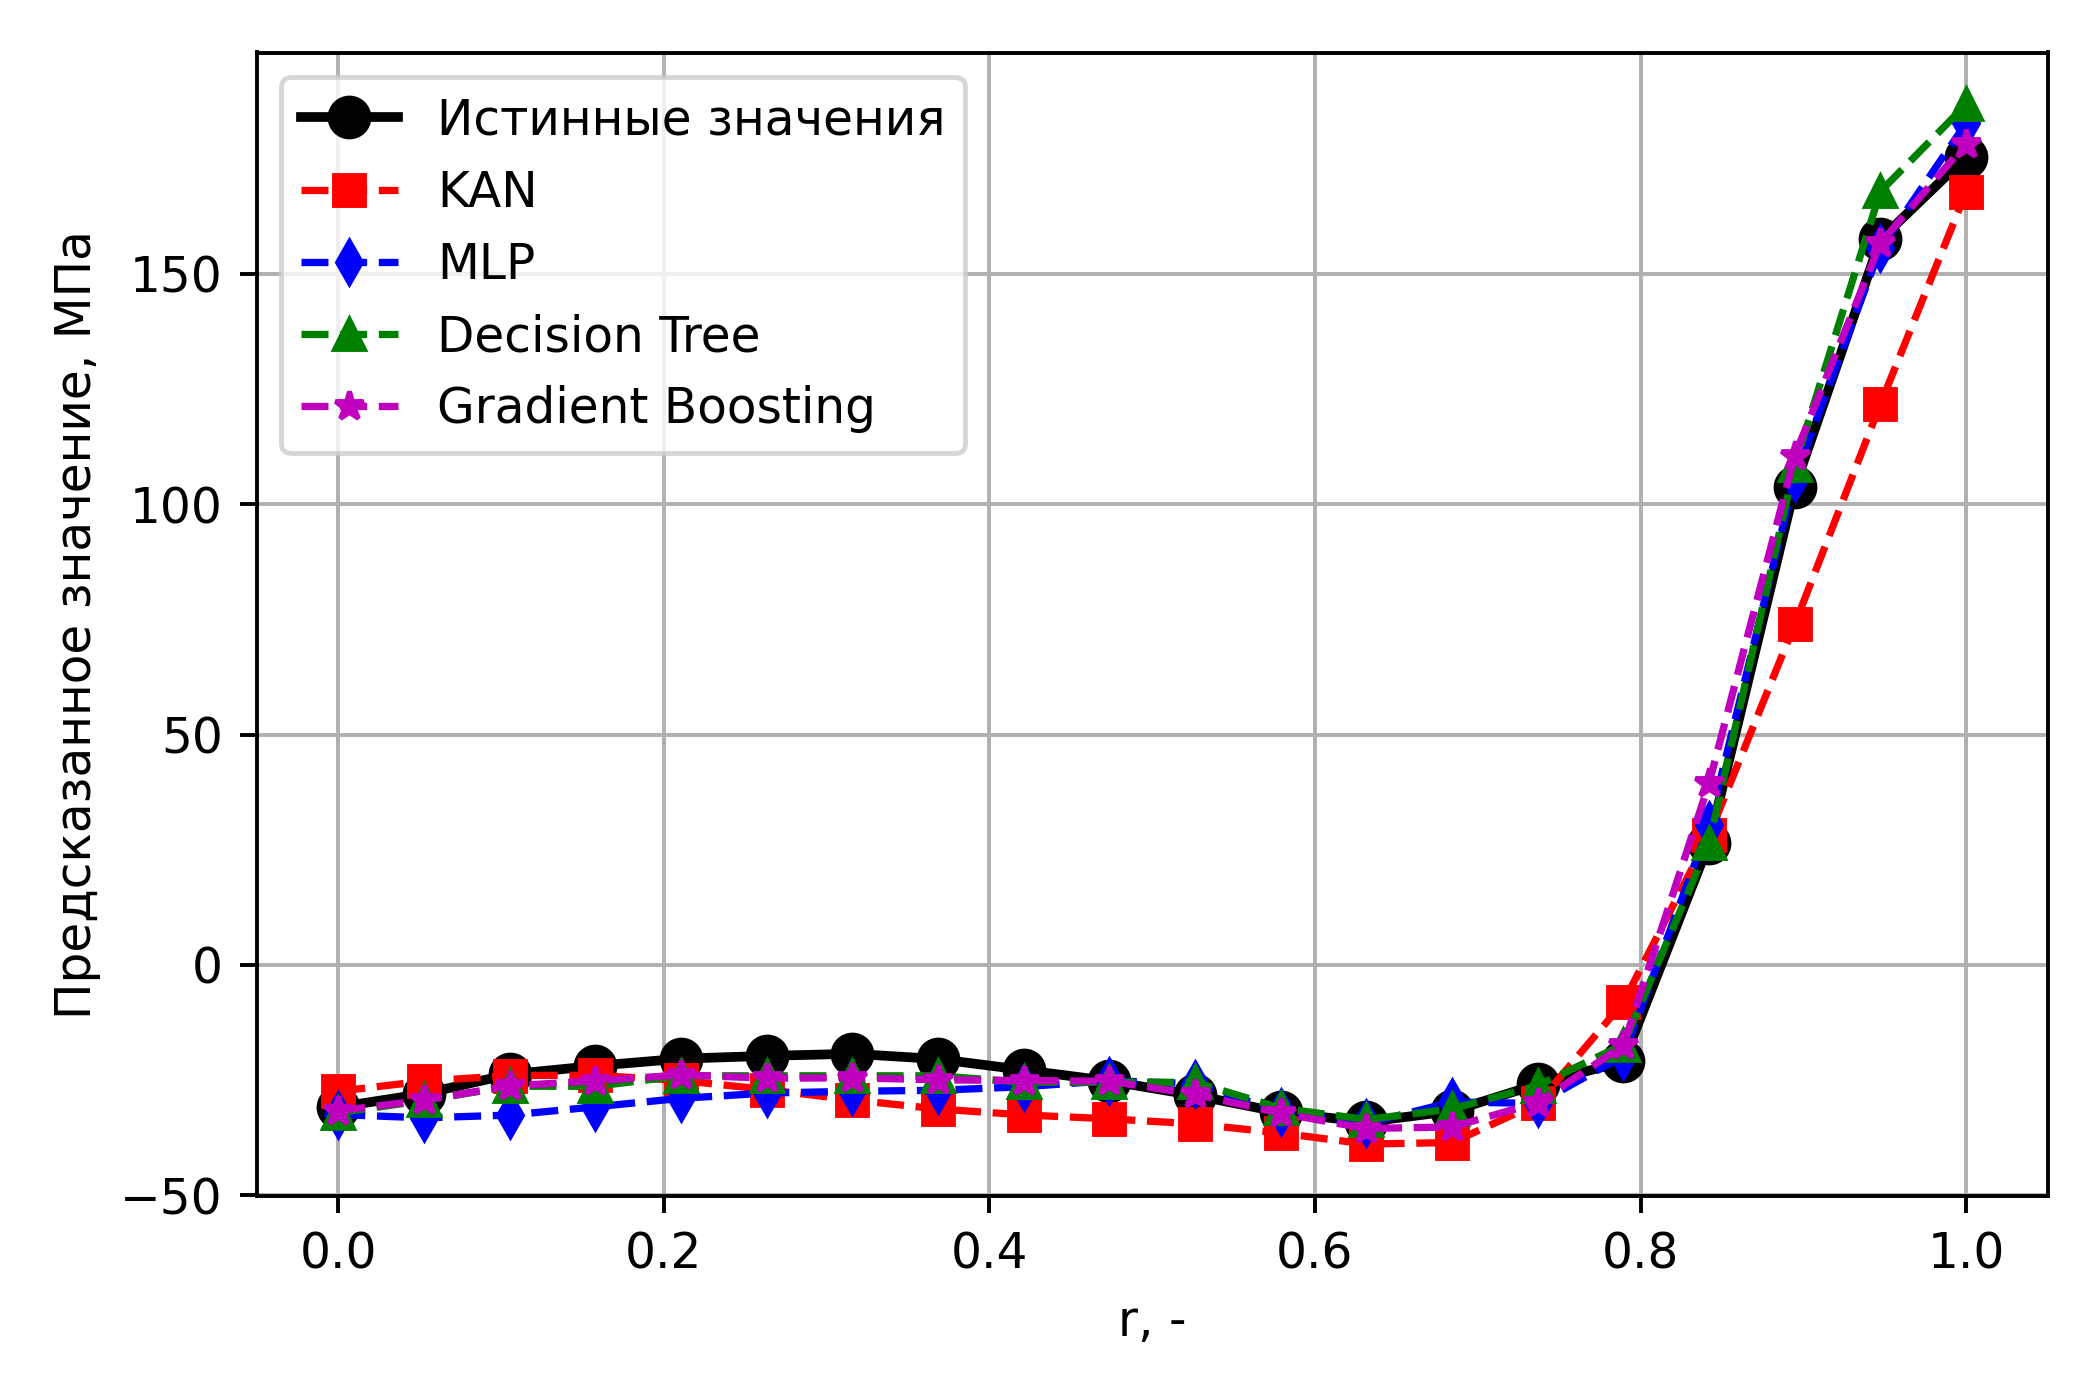 Истинные значения
KAN
MLP
Decision Tree
Gradient Boosting
Предсказанное значение, МПа
150
100
50
0
−50
0.0 0.2 0.4 0.6 0.8 1.0
r, -